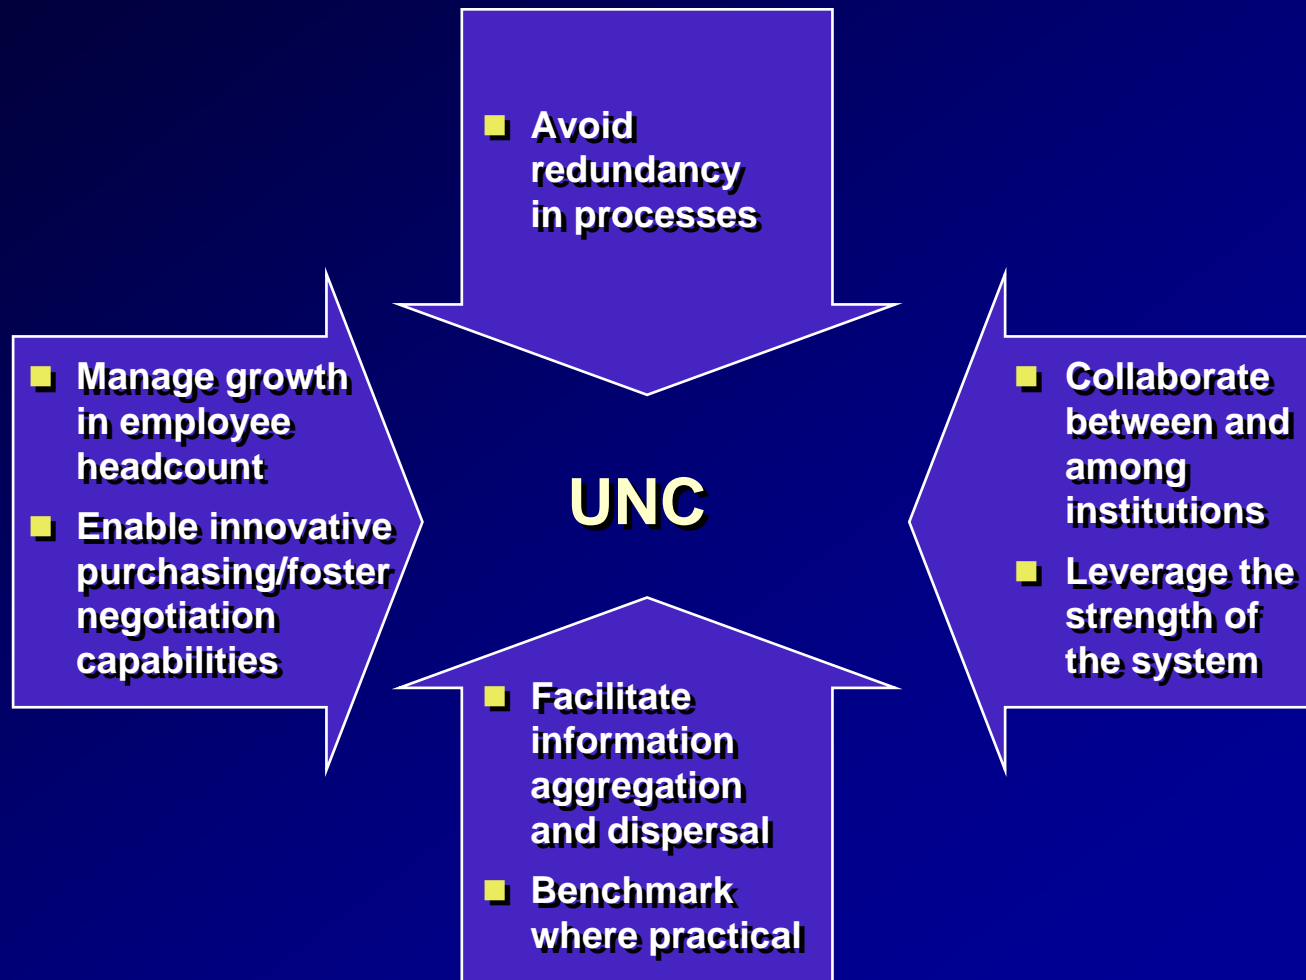 Avoid
redundancy
in processes
Manage growth
in employee
headcount
Enable innovative
purchasing/foster
negotiation
capabilities
UNC
Collaborate
between and
among
institutions
Leverage the
strength of
the system
Facilitate
information
aggregation
and dispersal
Benchmark
where practical